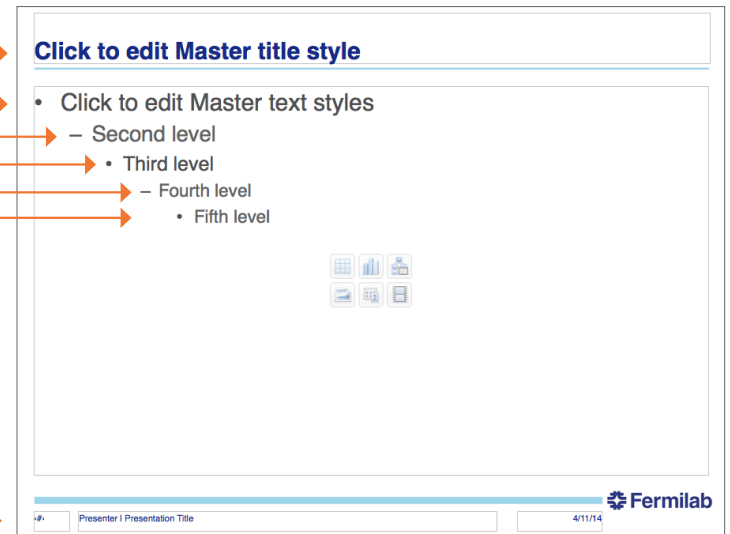 Click to edit Master title style
• Click to edit Master text styles
– Second level
• Third level
– Fourth level
• Fifth level
Fermilab
‹#› Presenter I Presentation Title 4/11/14